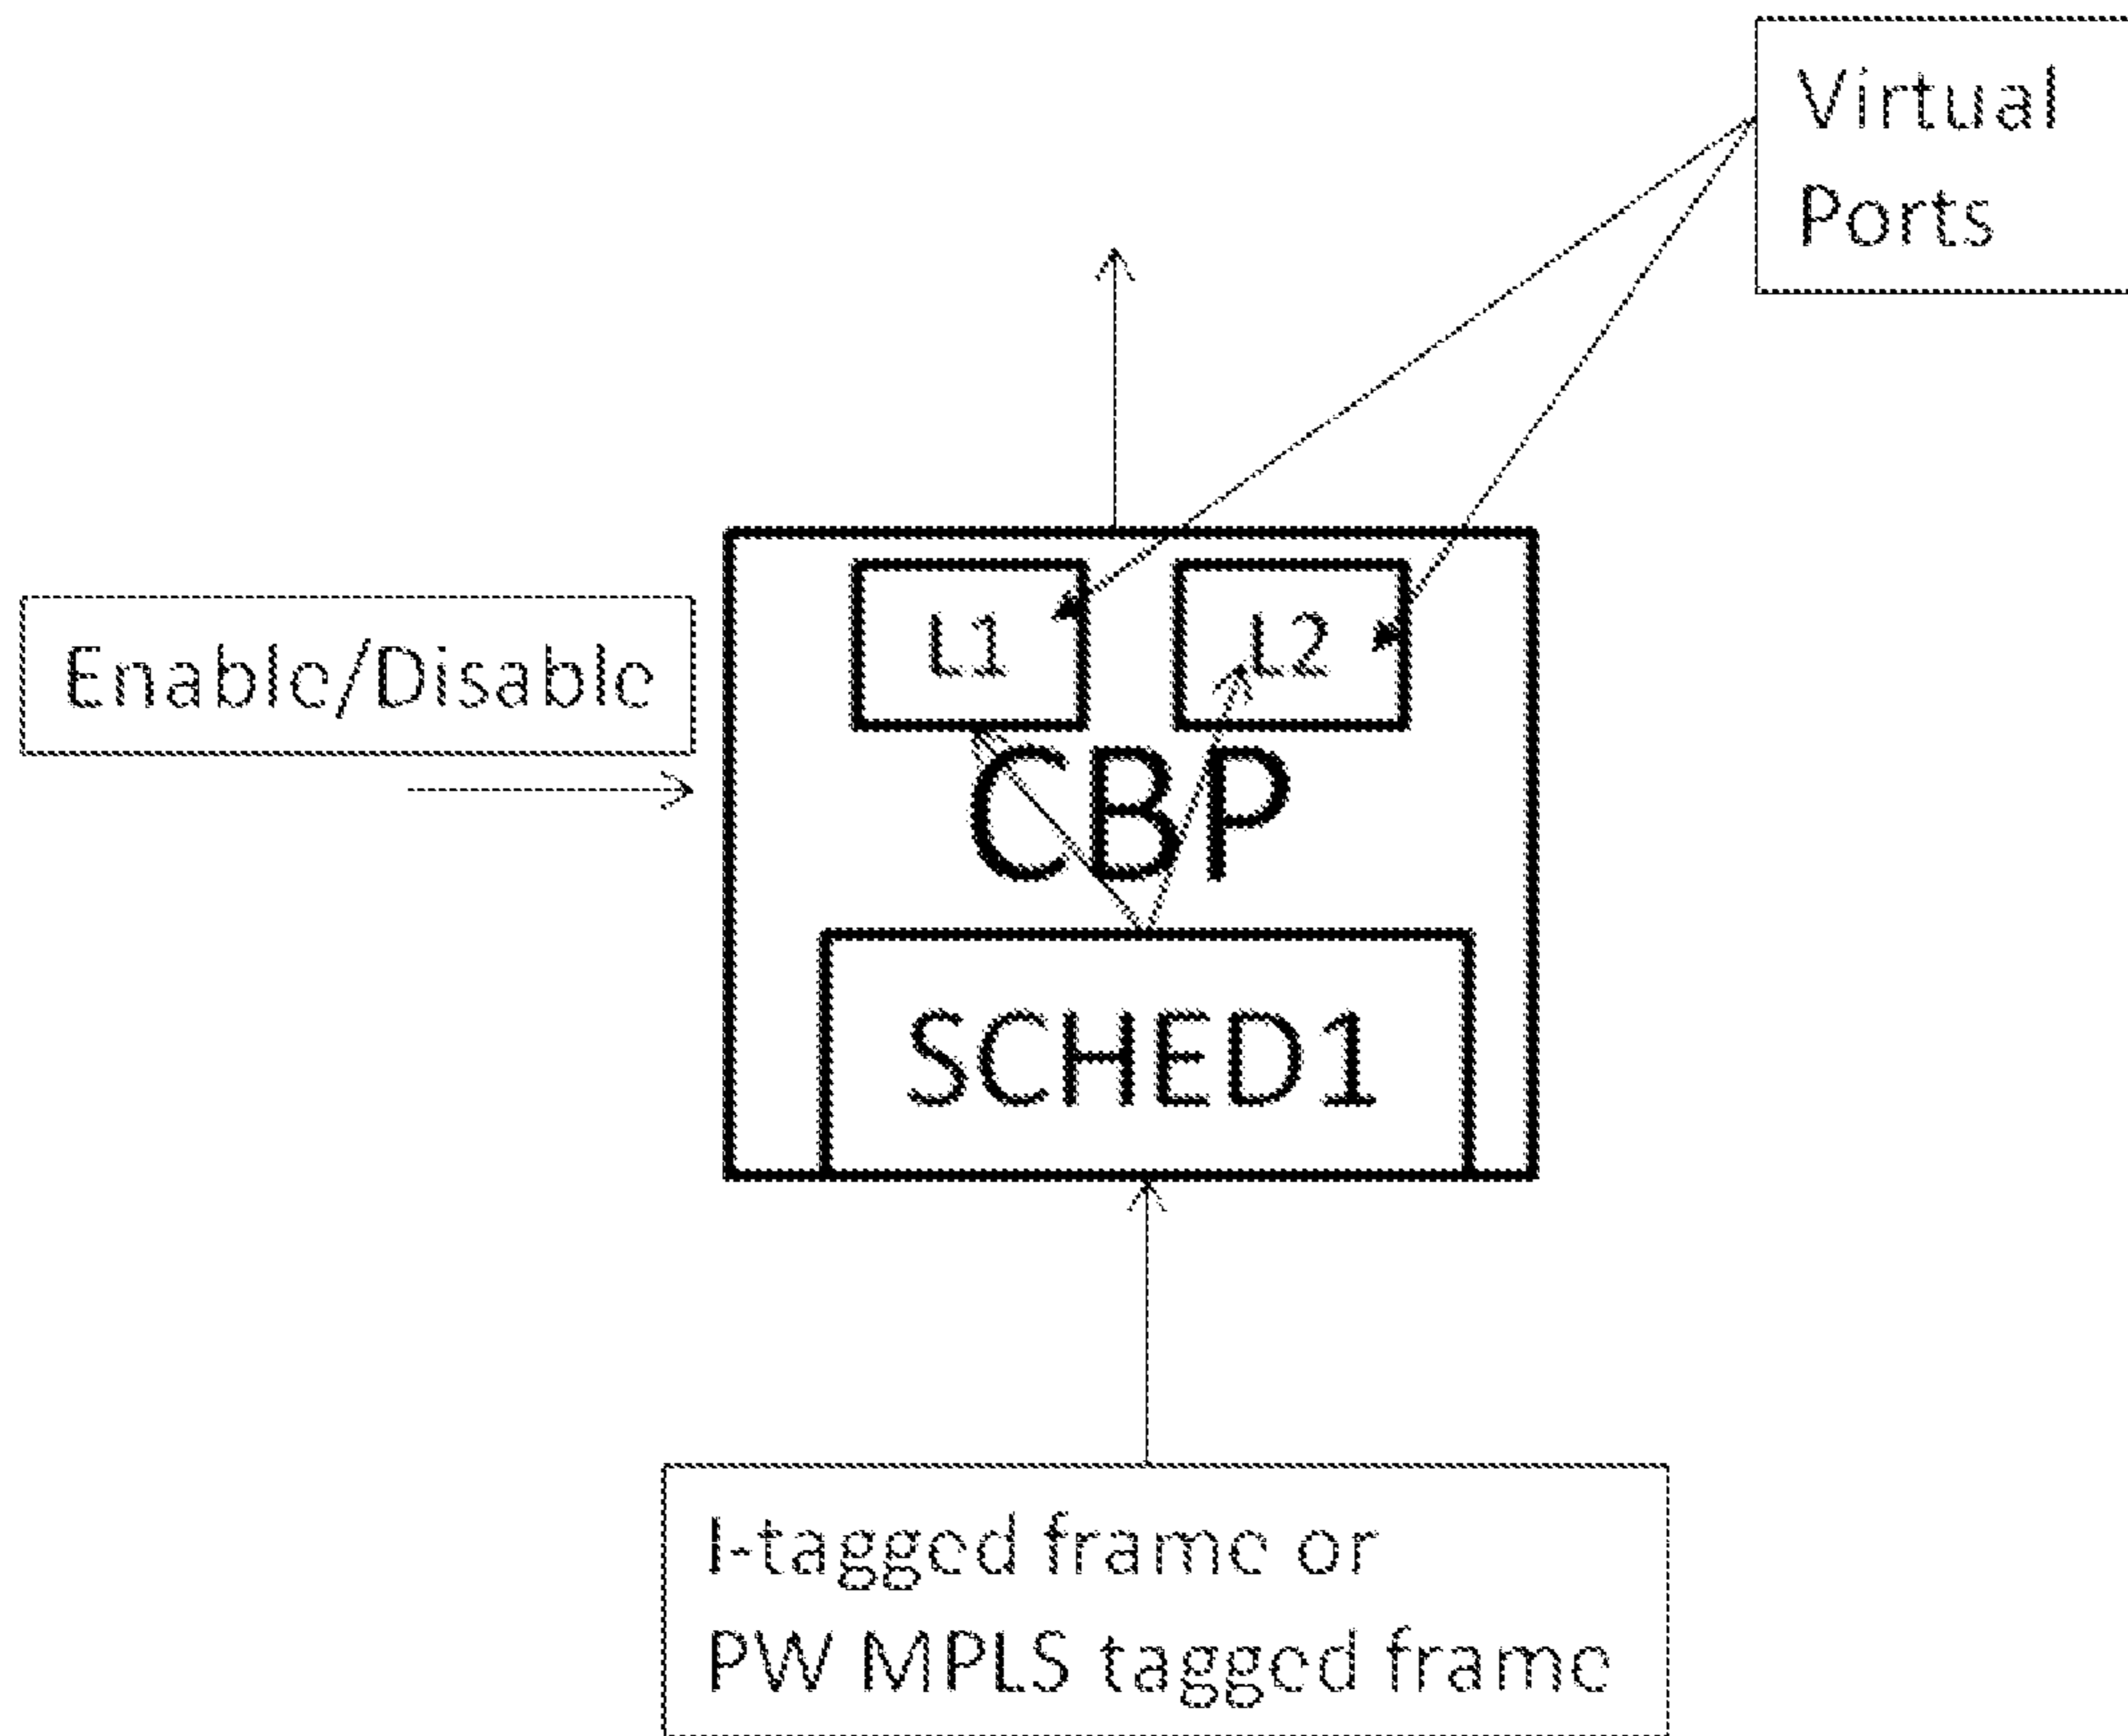 Virtual
Ports
Enable/Disable
L1
L2
CBP
SCHED1
I-tagged frame or
PW MPLS tagged frame